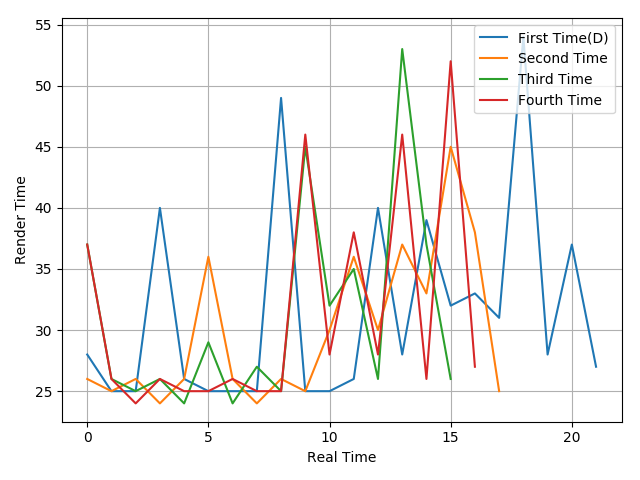 55
50
45
40
35
30
25
Render Time
0 5 10 15 20
Real Time
First Time(D)
Second Time
Third Time
Fourth Time